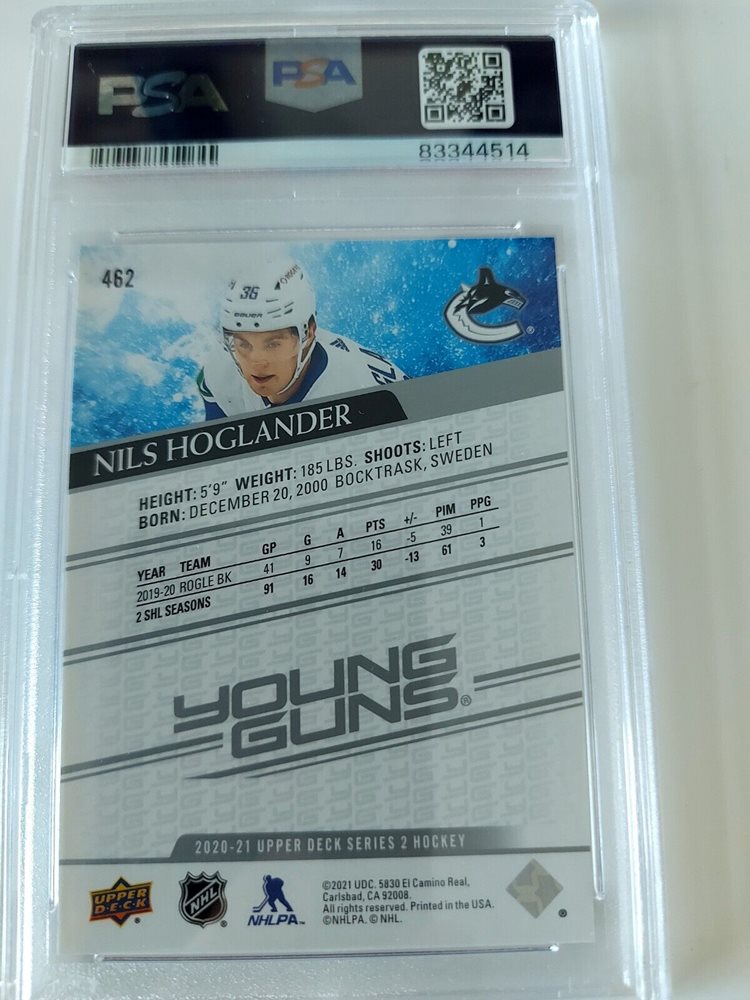 PSA PSA
83344514
462
36
BAUER
NILS HOGLANDER
HEIGHT: 5'9" WEIGHT: 185 LBS. SHOOTS: LEFT
BORN: DECEMBER 20, 2000 BOCKTRASK, SWEDEN
YEAR TEAM GP G A PTS +/- PIM PPG
2019-20 ROGLE BK 41 9 7 16 -5 39 1
2 SHL SEASONS 91 16 14 30 -13 61 3
YOUNG
GUNS®
2020-21 UPPER DECK SERIES 2 HOCKEY
UPPER
DECK
NHL
NHLPA™
©2021 UDC. 5830 El Camino Real,
Carlsbad, CA 92008.
All rights reserved. Printed in the USA.
©NHLPA. © NHL.